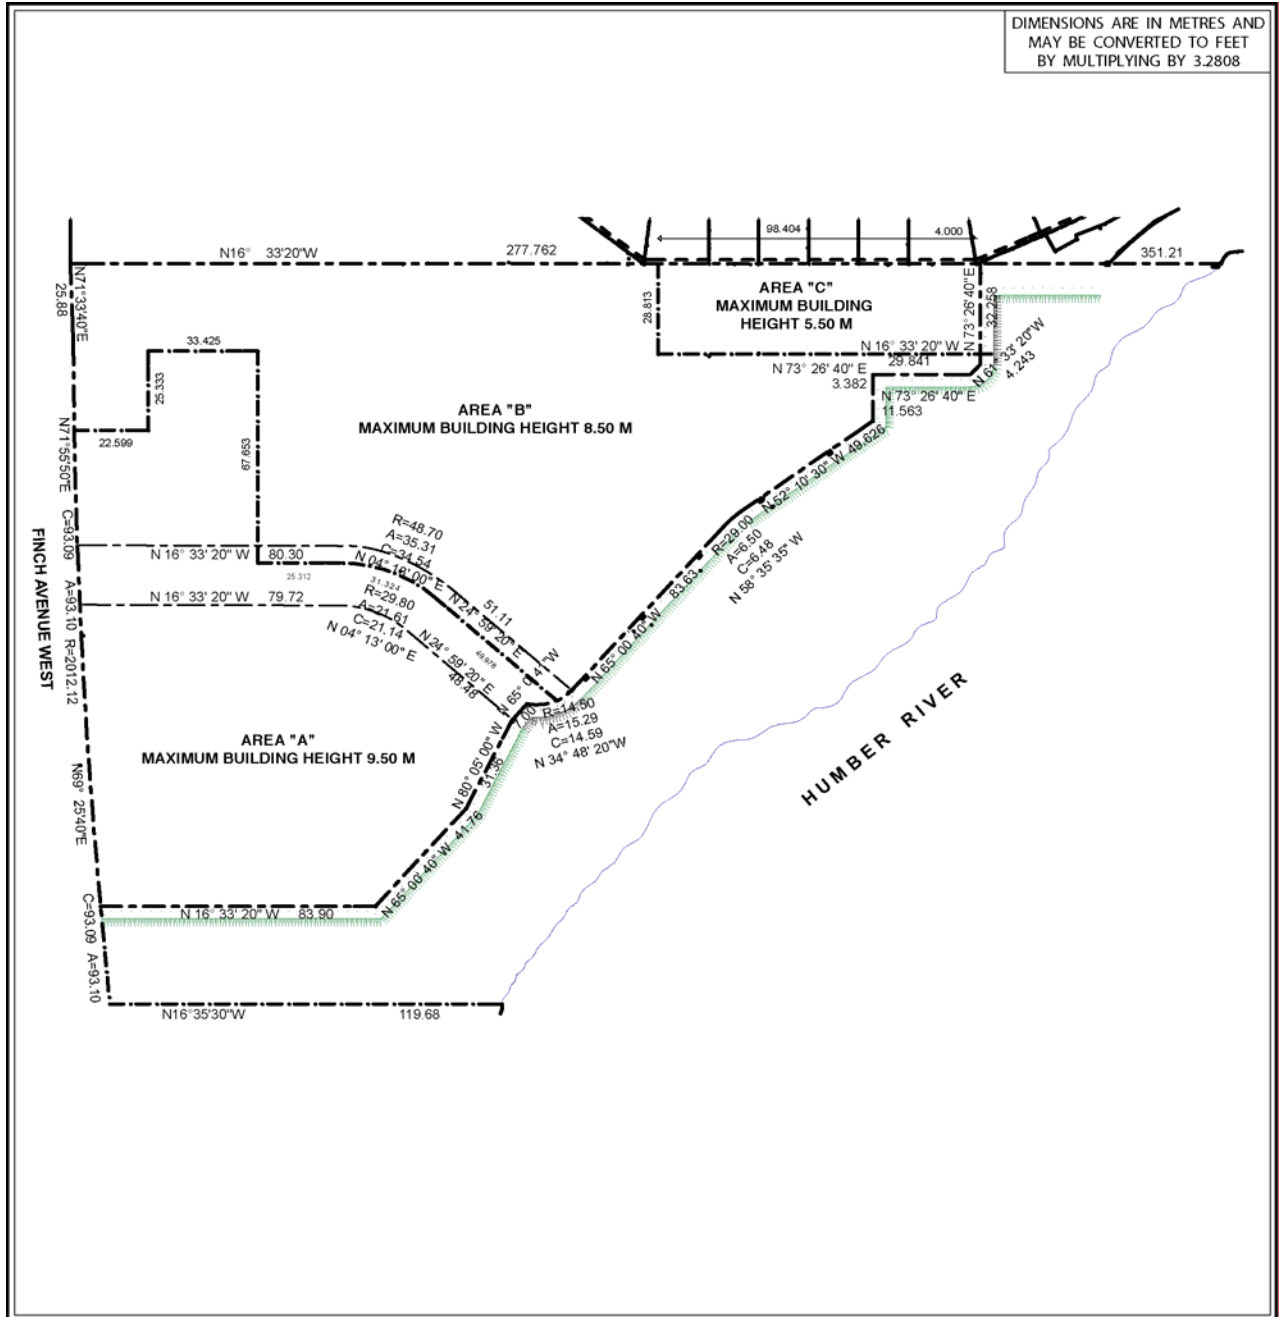 DIMENSIONS ARE IN METRES AND
MAY BE CONVERTED TO FEET
BY MULTIPLYING BY 3.2808
98.404
4.000
N16° 33'20"W
277.762
351.21
N71°33'40"E
25.88
28.813
AREA "C"
MAXIMUM BUILDING
HEIGHT 5.50 M
N 73° 26' 40" E
32.258
N 16° 33' 20" W
29.841
N 61° 33' 20"W
4.243
33.425
25.333
22.599
67.653
N 73° 26' 40" E
3.382
N 73° 26' 40" E
11.563
AREA "B"
MAXIMUM BUILDING HEIGHT 8.50 M
N 52° 10' 30" W 49.626
N71°55'50"E C=93.09 A=93.10 R=2012.12
FINCH AVENUE WEST
R=48.70
A=35.31
C=34.54
N 04° 18' 00" E
R=29.00
A=6.50
C=6.48
N 58° 35' 35" W
N 16° 33' 20" W 80.30
25.312
31.324
N 16° 33' 20" W 79.72
R=29.80
A=21.61
C=21.14
N 04° 13' 00" E
51.11
N 24° 59' 20" E
49.978
N 24° 59' 20" E
48.48
N 65° 00' 40" W 83.63
7.00
R=14.50
A=15.29
C=14.59
N 34° 48' 20"W
HUMBER RIVER
AREA "A"
MAXIMUM BUILDING HEIGHT 9.50 M
N 80° 05' 00" W
31.36
N69° 25'40"E
N 65° 00' 40" W 41.76
C=93.09 A=93.10
N 16° 33' 20" W 83.90
N16°35'30"W
119.68